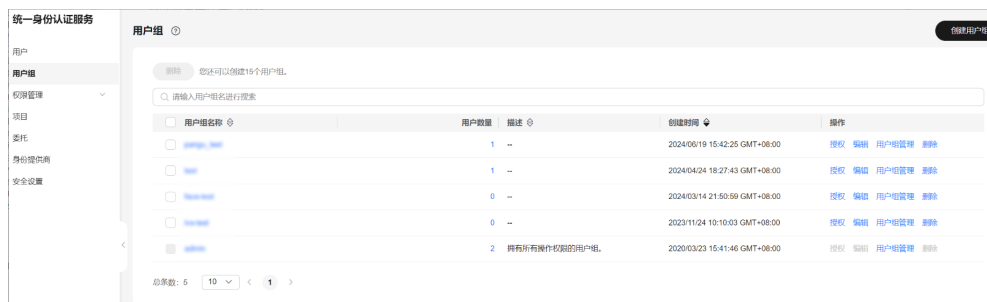 统一身份认证服务
用户
用户组
权限管理
项目
委托
身份提供商
安全设置
用户组
创建用户组
删除 您还可以创建15个用户组。
请输入用户组名进行搜索
用户组名称 用户数量 描述 创建时间 操作
1 -- 2024/06/19 15:42:25 GMT+08:00 授权 编辑 用户组管理 删除
1 -- 2024/04/24 18:27:43 GMT+08:00 授权 编辑 用户组管理 删除
0 -- 2024/03/14 21:50:59 GMT+08:00 授权 编辑 用户组管理 删除
0 -- 2023/11/24 10:10:03 GMT+08:00 授权 编辑 用户组管理 删除
2 拥有所有操作权限的用户组。 2020/03/23 15:41:46 GMT+08:00 授权 编辑 用户组管理 删除
总条数: 5 10 1